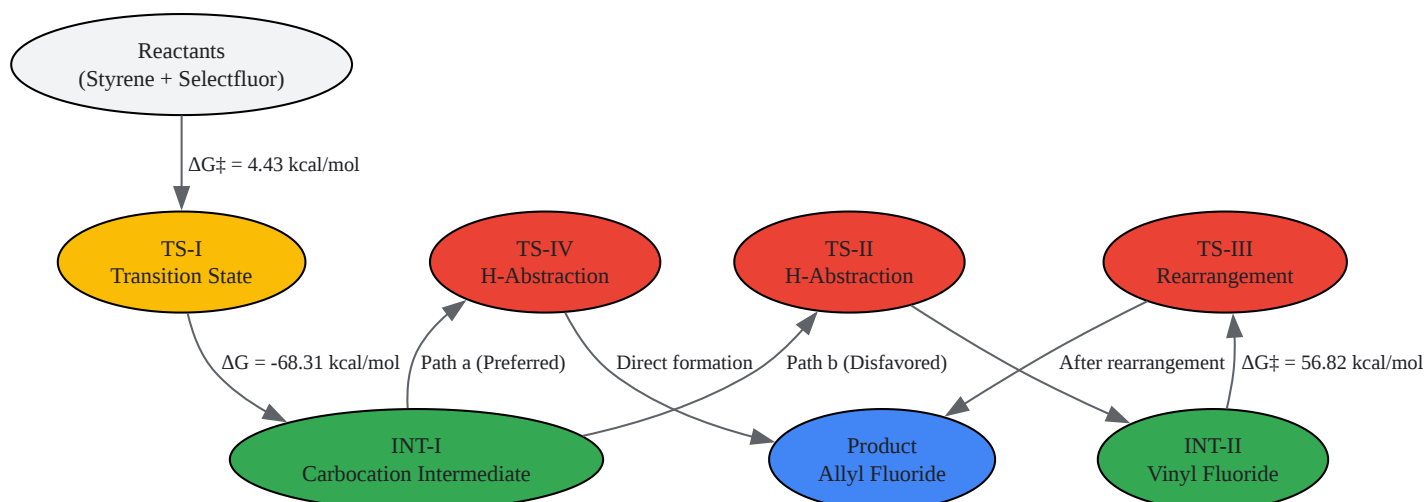 Reactants
(Styrene + Selectfluor)
ΔG‡ = 4.43 kcal/mol
TS-I
Transition State
TS-IV
H-Abstraction
TS-II
H-Abstraction
TS-III
Rearrangement
ΔG = -68.31 kcal/mol
Path a (Preferred)
Direct formation
Path b (Disfavored)
After rearrangement
ΔG‡ = 56.82 kcal/mol
INT-I
Carbocation Intermediate
Product
Allyl Fluoride
INT-II
Vinyl Fluoride